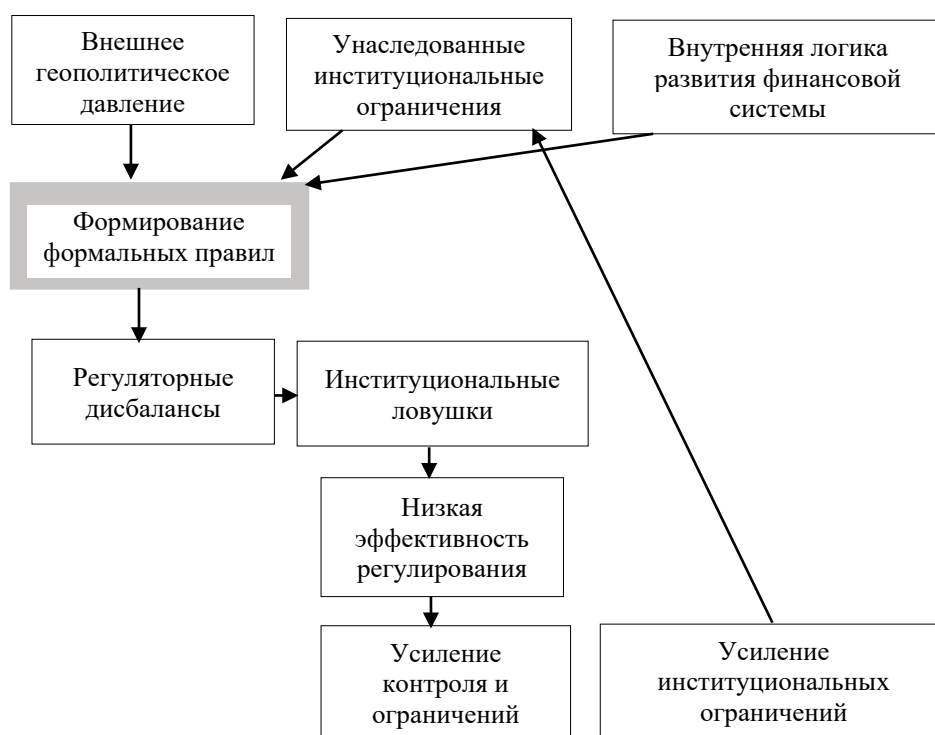 Внешнее
геополитическое
давление
Унаследованные
институциональные
ограничения
Внутренняя логика
развития финансовой
системы
Формирование
формальных правил
Регуляторные
дисбалансы
Институциональные
ловушки
Низкая
эффективность
регулирования
Усиление
контроля и
ограничений
Усиление
институциональных
ограничений